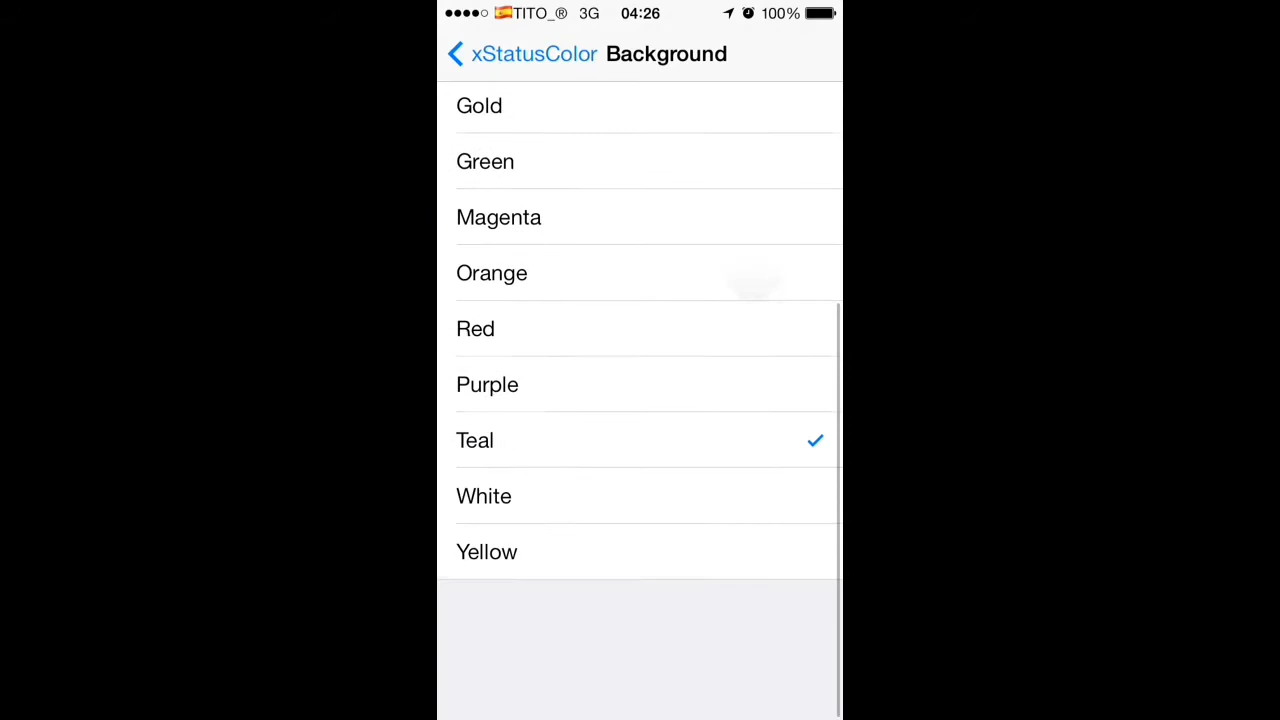 🇪🇸TITO_® 3G 04:26 100%
xStatusColor Background
Gold
Green
Magenta
Orange
Red
Purple
Teal
White
Yellow